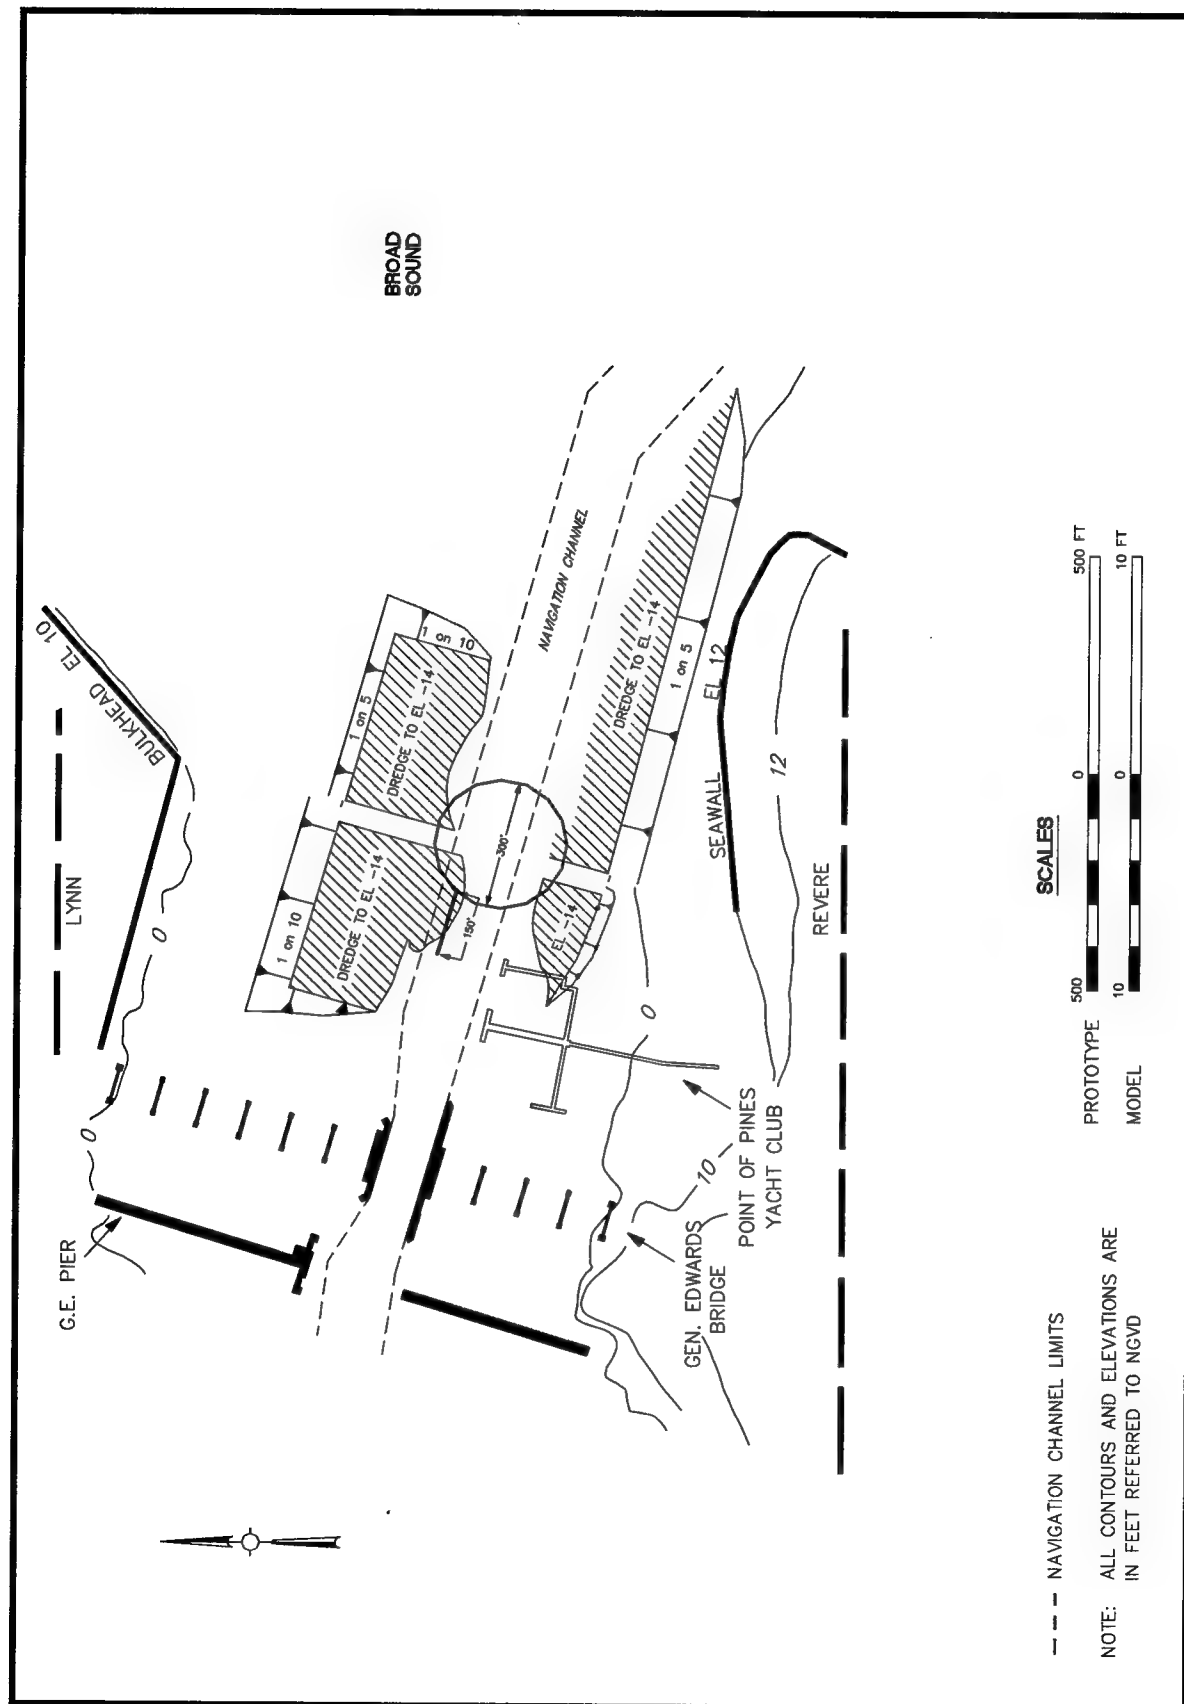 LYNN
BULKHEAD EL 10
BROAD
SOUND
G.E. PIER
0
0
1 on 10
1 on 5
1 on 10
DREDGE TO EL -14
DREDGE TO EL -14
NAVIGATION CHANNEL
300'
150'
EL -14
DREDGE TO EL -14
1 on 5
0
10
SEAWALL EL 12
12
GEN. EDWARDS
BRIDGE
POINT OF PINES
YACHT CLUB
REVERE
SCALES
PROTOTYPE 500 0 500 FT
MODEL 10 0 10 FT
NAVIGATION CHANNEL LIMITS
NOTE: ALL CONTOURS AND ELEVATIONS ARE
IN FEET REFERRED TO NGVD